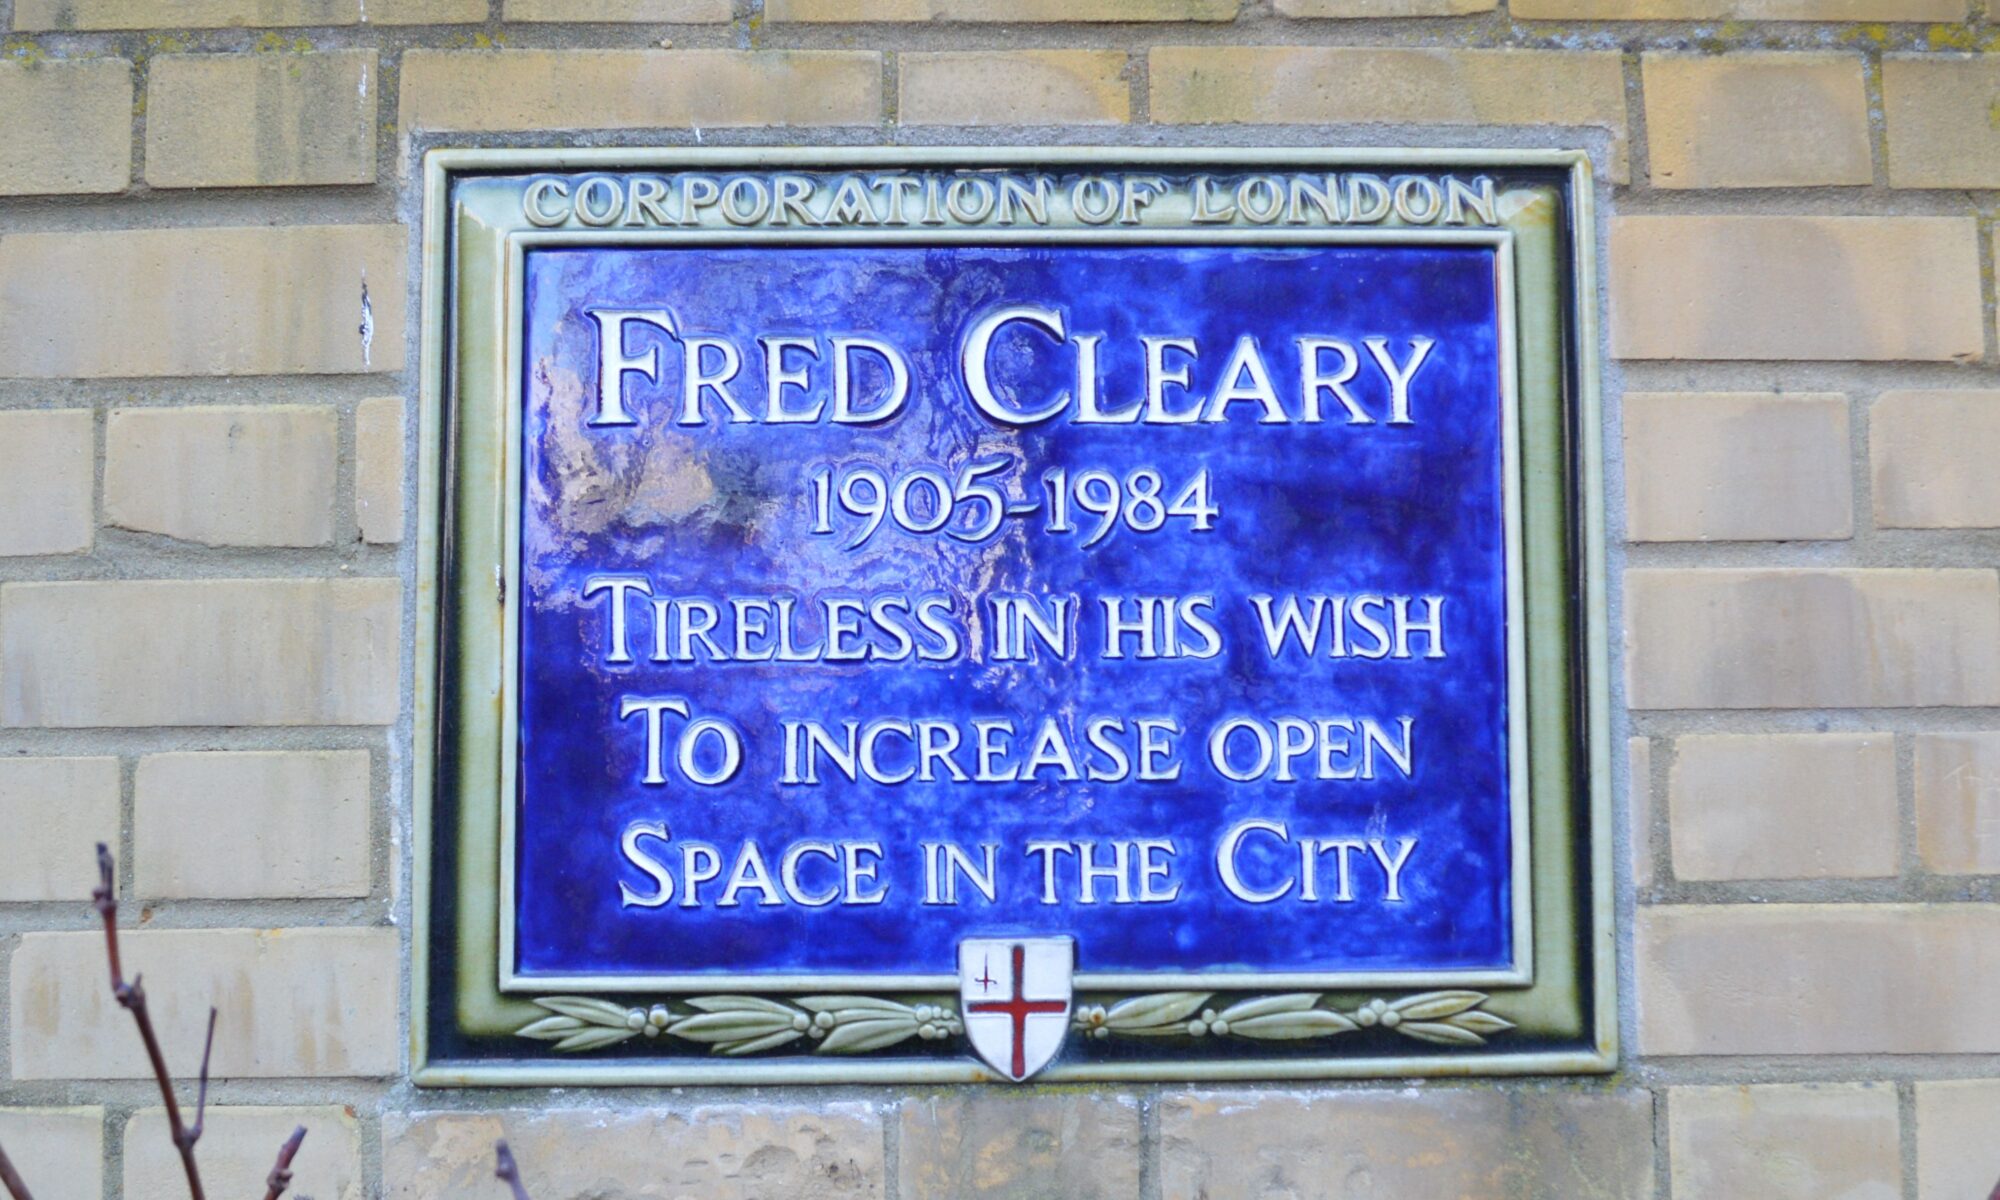 CORPORATION OF LONDON
FRED CLEARY
1905-1984
TIRELESS IN HIS WISH
TO INCREASE OPEN
SPACE IN THE CITY